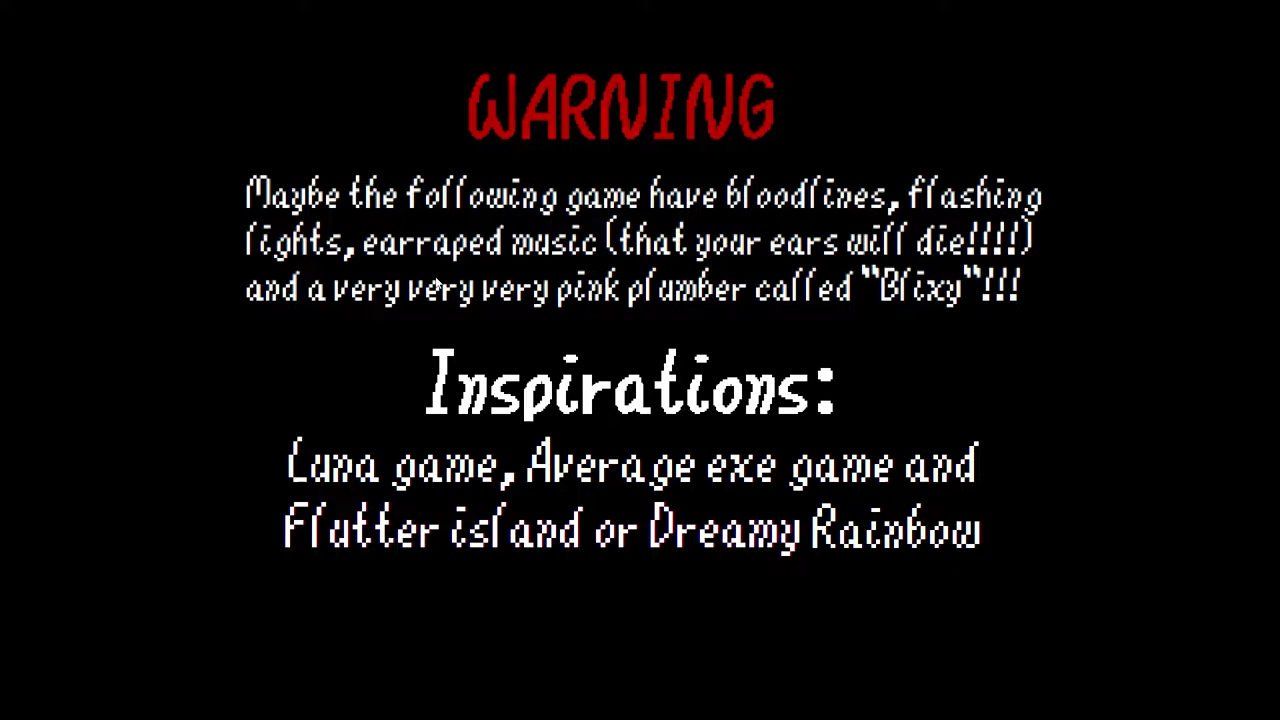 WARNING
Maybe the following game have bloodlines, flashing
lights, earraped music (that your ears will die!!!!)
and a very very very pink plumber called "Blixy"!!!
Inspirations:
Luna game, Average exe game and
Flutter island or Dreamy Rainbow